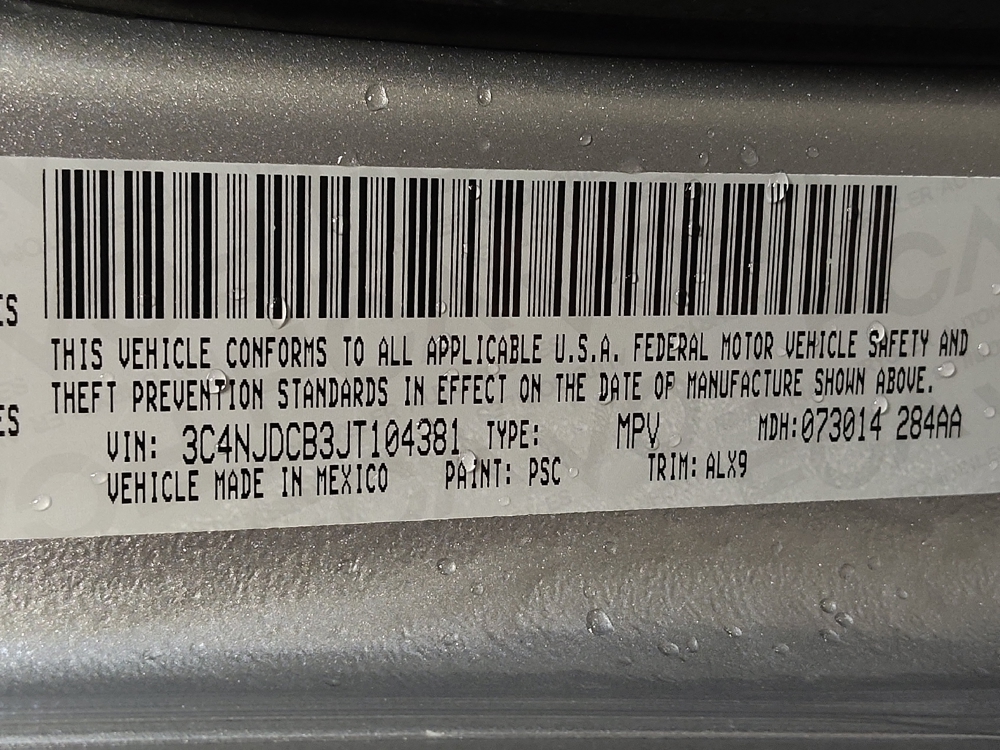 THIS VEHICLE CONFORMS TO ALL APPLICABLE U.S.A. FEDERAL MOTOR VEHICLE SAFETY AND
ES
THEFT PREVENTION STANDARDS IN EFFECT ON THE DATE OF MANUFACTURE SHOWN ABOVE.
ES
VIN: 3C4NJDCB3JT104381 TYPE: MPV MDH:073014 284AA
VEHICLE MADE IN MEXICO PAINT: PSC TRIM: ALX9